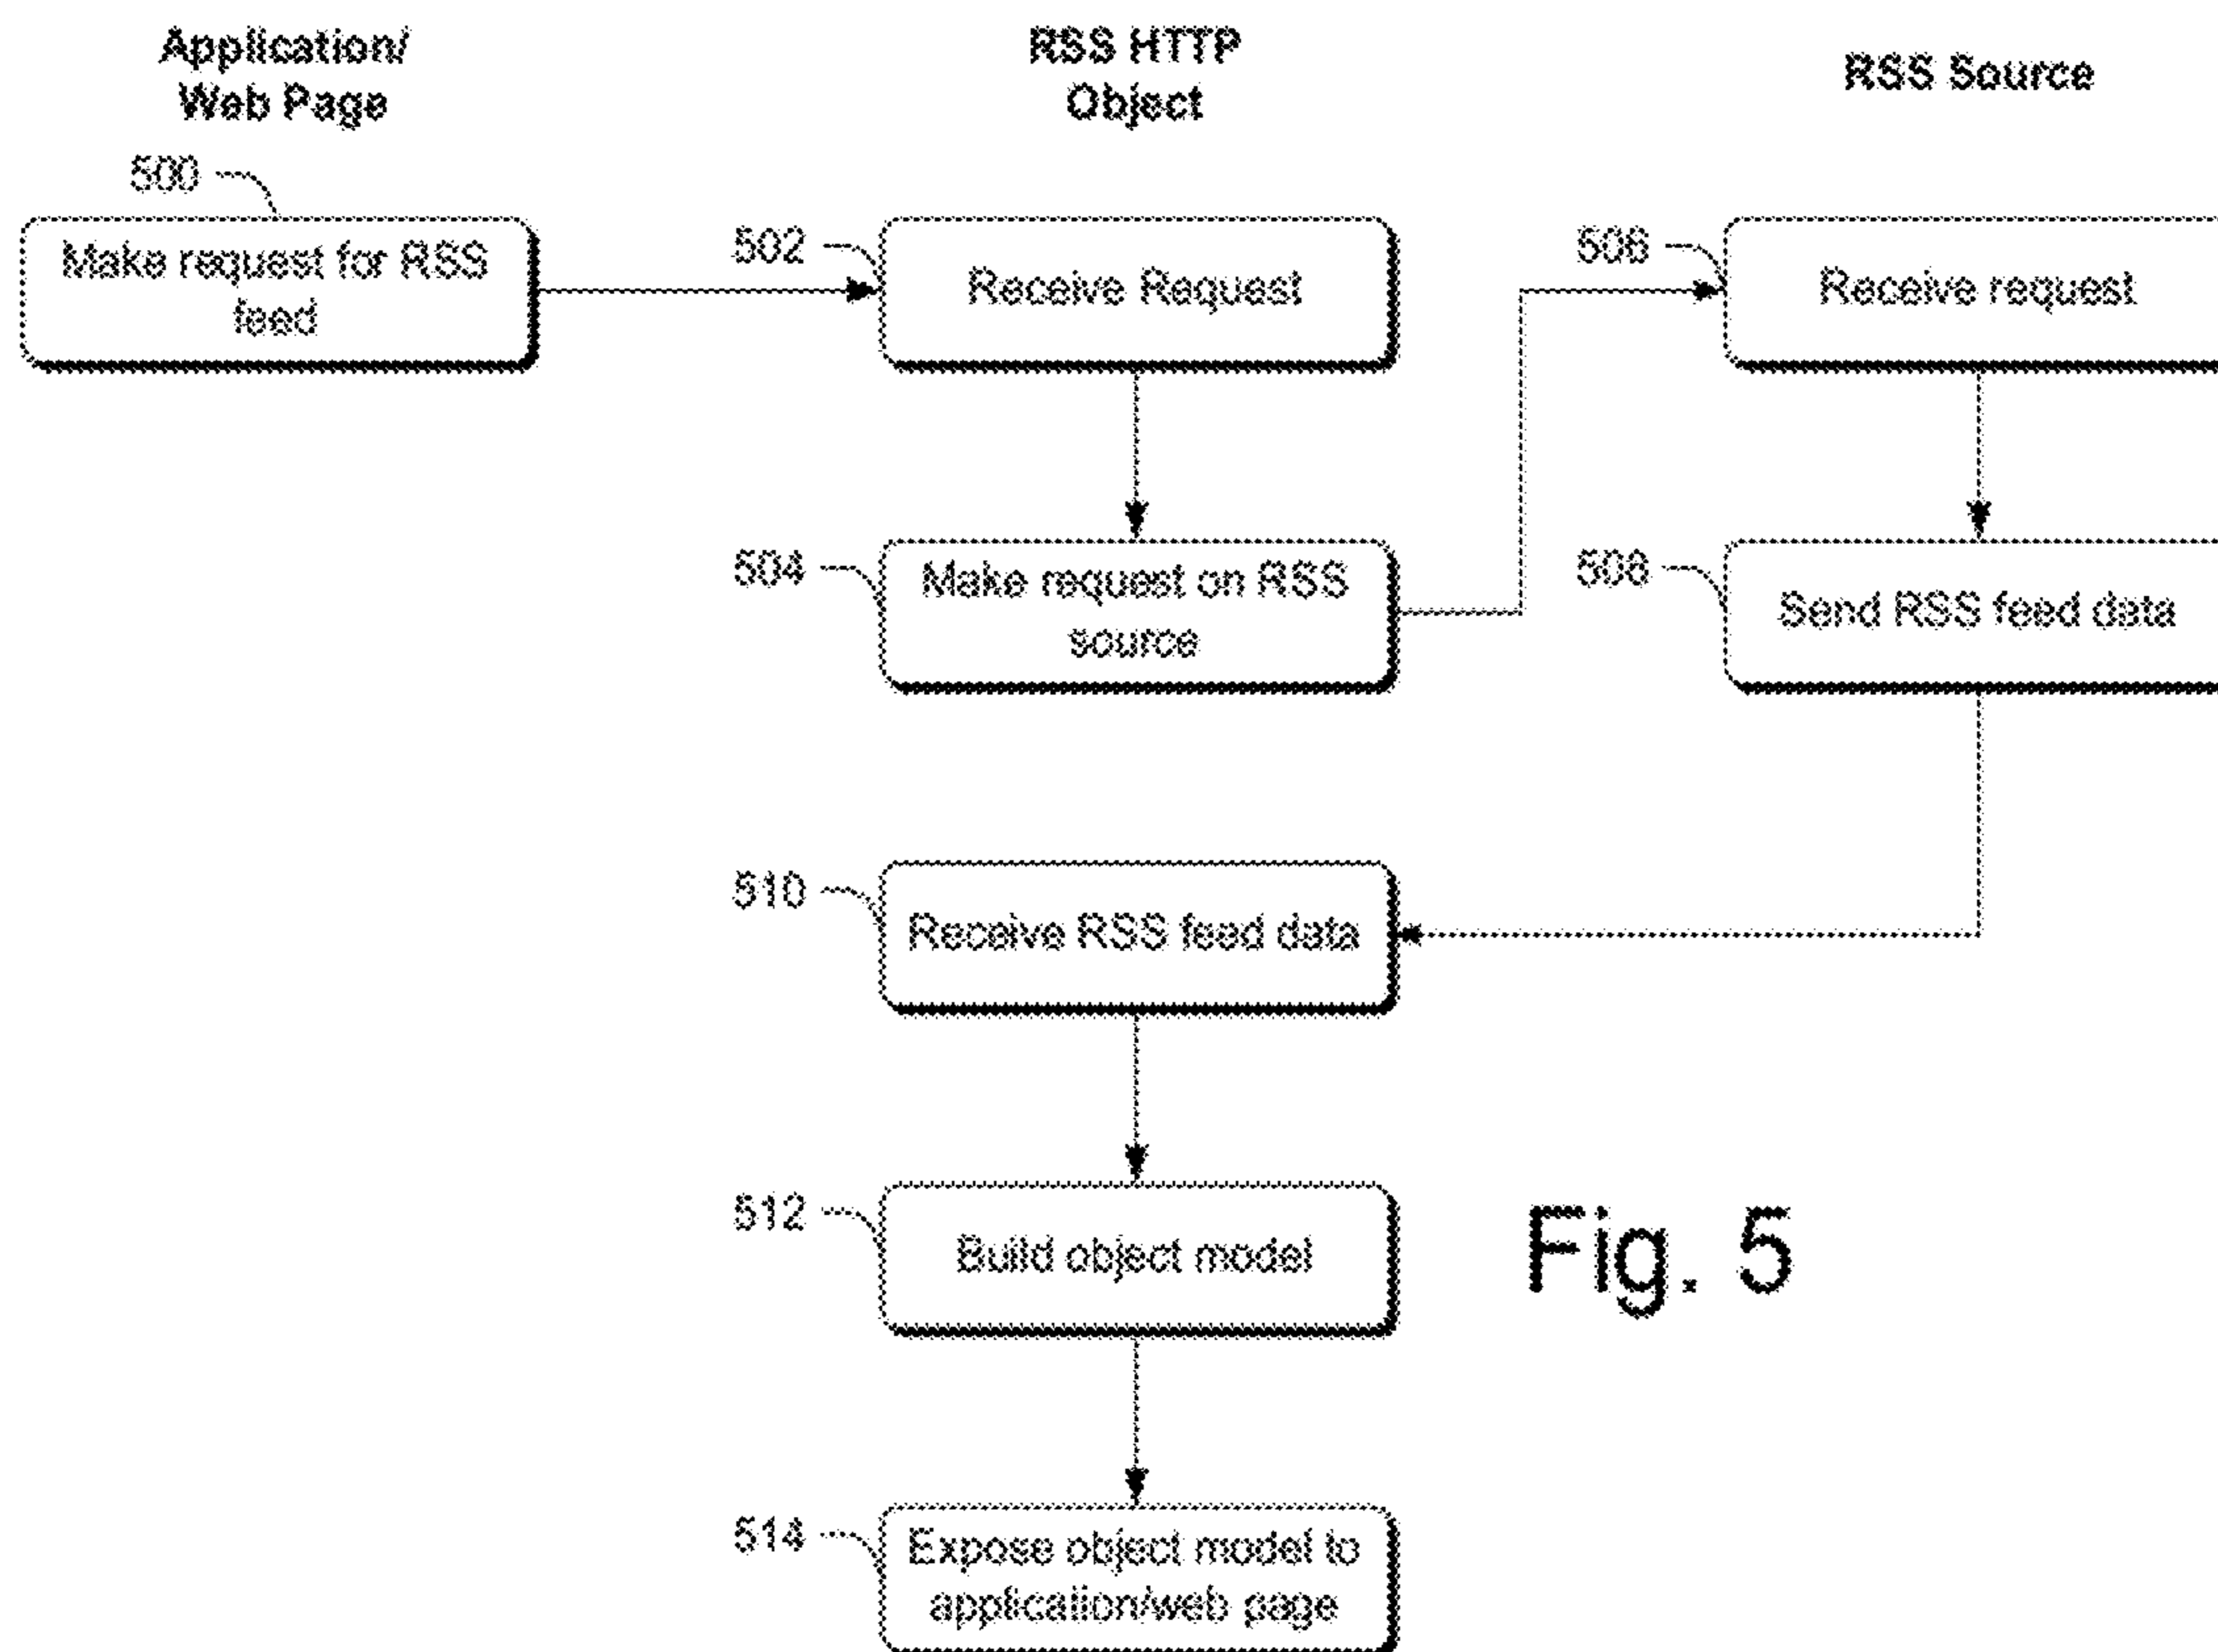 Application/
Web Page
RSS HTTP
Object
RSS Source
500
Make request for RSS
feed
502
Receive Request
506
Receive request
504
Make request on RSS
source
508
Send RSS feed data
510
Receive RSS feed data
512
Build object model
Fig. 5
514
Expose object model to
application/web page